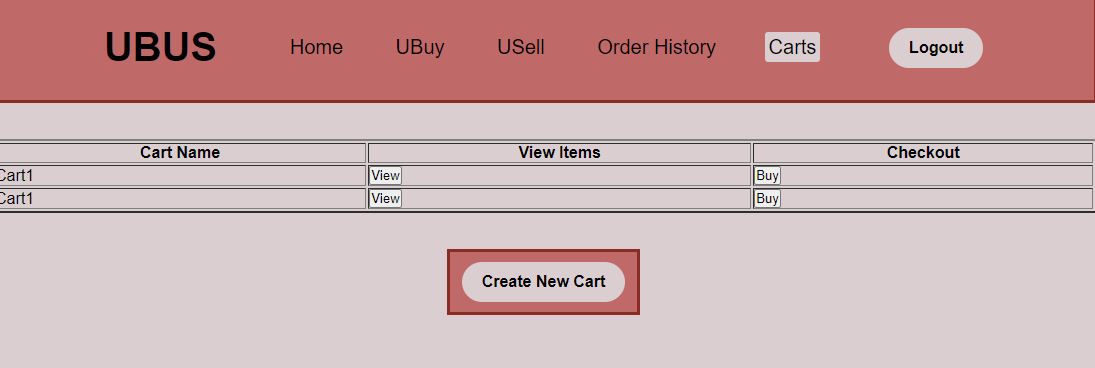 UBUS Home UBuy USell Order History Carts Logout
Cart Name View Items Checkout
Cart1 View Buy
Cart1 View Buy
Create New Cart